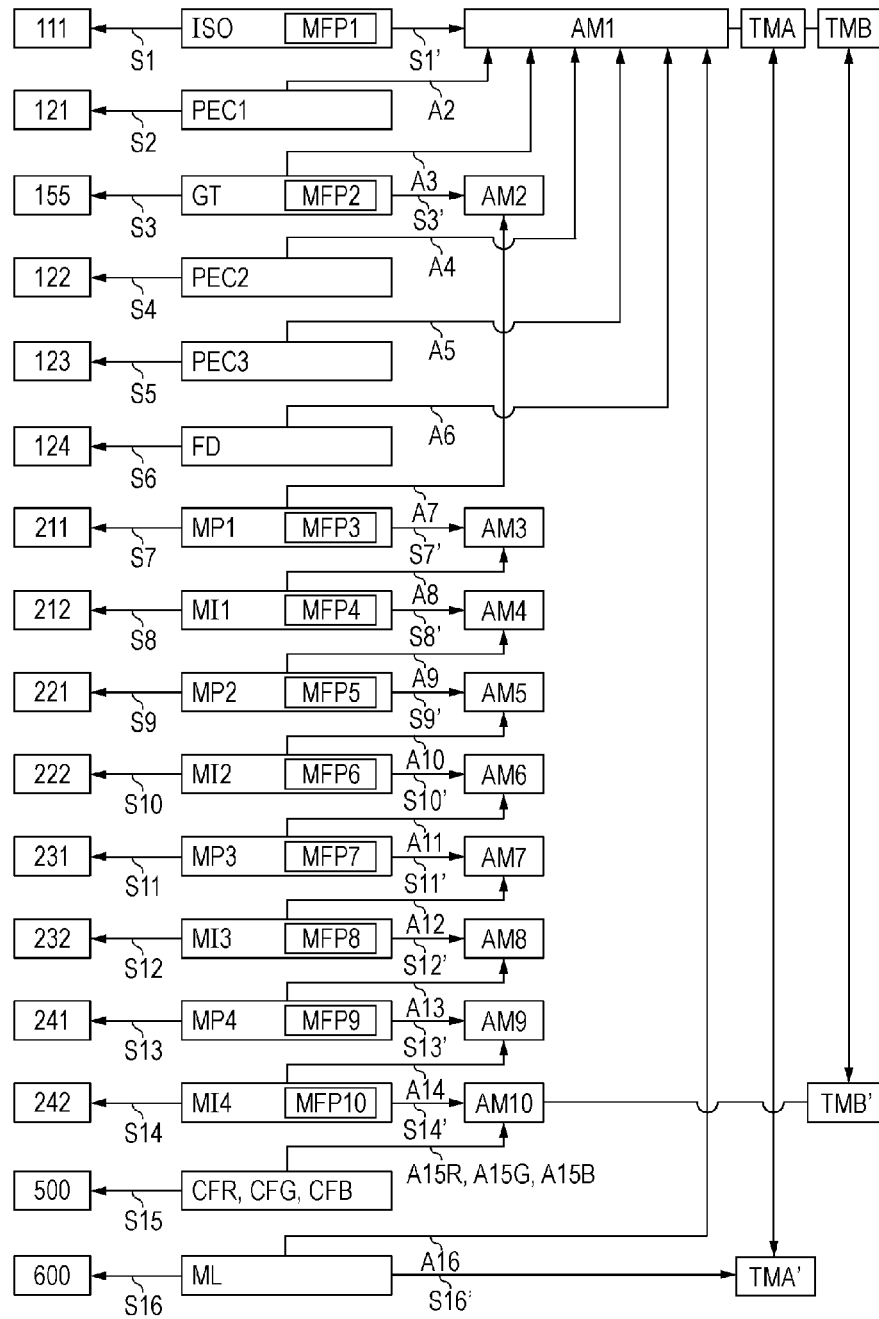 111 ISO MFP1 AM1 TMA TMB
S1 S1’
121 PEC1 A2
S2
155 GT MFP2 A3 AM2
S3 S3’
122 PEC2 A4
S4
123 PEC3 A5
S5
124 FD A6
S6
211 MP1 MFP3 A7 AM3
S7 S7’
212 MI1 MFP4 A8 AM4
S8 S8’
221 MP2 MFP5 A9 AM5
S9 S9’
222 MI2 MFP6 A10 AM6
S10 S10’
231 MP3 MFP7 A11 AM7
S11 S11’
232 MI3 MFP8 A12 AM8
S12 S12’
241 MP4 MFP9 A13 AM9
S13 S13’
242 MI4 MFP10 A14 AM10 TMB’
S14 S14’
500 CFR, CFG, CFB A15R, A15G, A15B
S15
600 ML A16 TMA’
S16 S16’